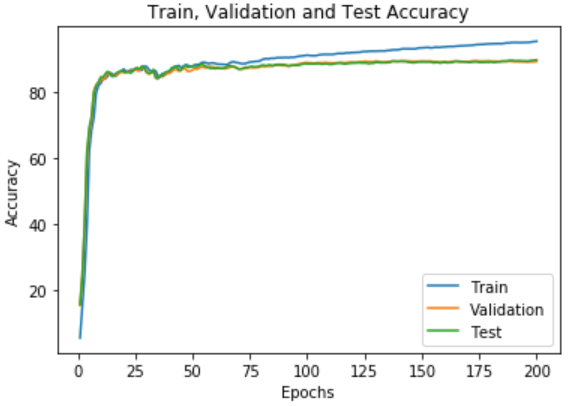 Train, Validation and Test Accuracy
Accuracy
80
60
40
20
Train
Validation
Test
0
25
50
75
100
125
150
175
200
Epochs